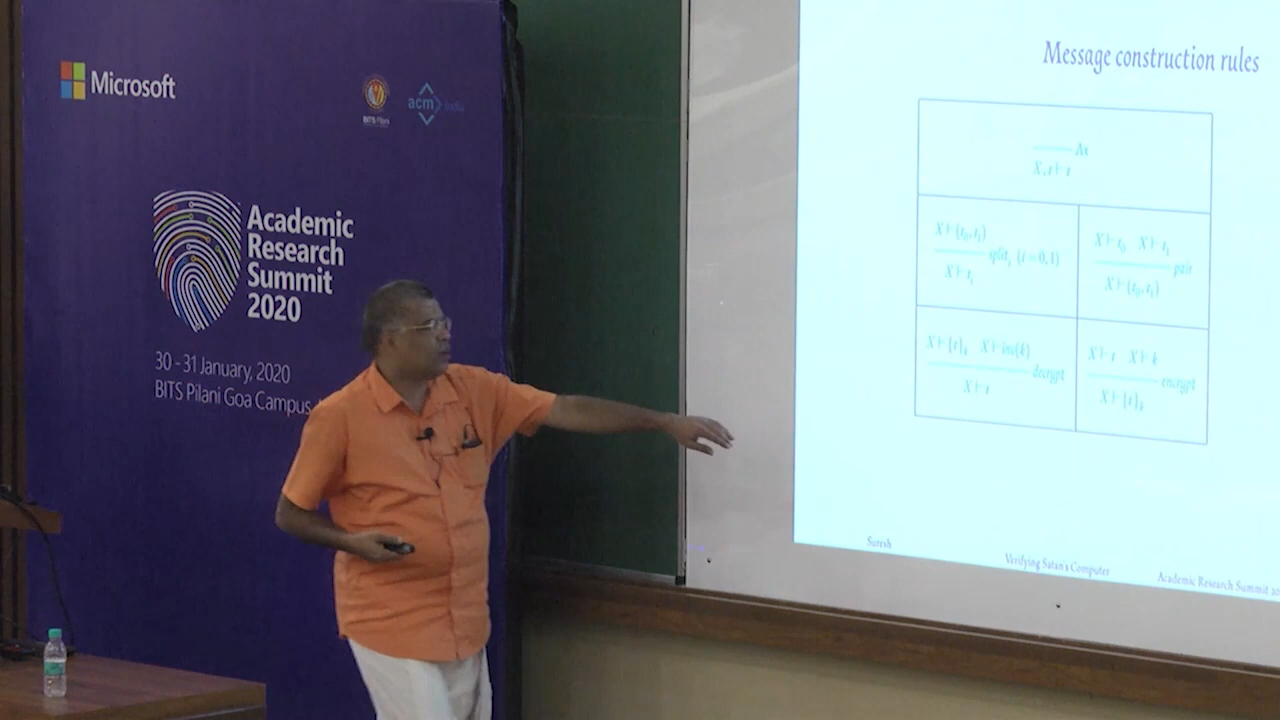 Microsoft
BITS Pilani
acm india
Academic
Research
Summit
2020
30 - 31 January, 2020
BITS Pilani Goa Campus,
Message construction rules
Ax
X, t ⊢ t
X ⊢ (t₀, t₁)
splitᵢ (i = 0, 1)
X ⊢ tᵢ
X ⊢ t₀ X ⊢ t₁
pair
X ⊢ (t₀, t₁)
X ⊢ {t}ₖ X ⊢ inv(k)
decrypt
X ⊢ t
X ⊢ t X ⊢ k
encrypt
X ⊢ {t}ₖ
Suresh
Verifying Satan's Computer
Academic Research Summit